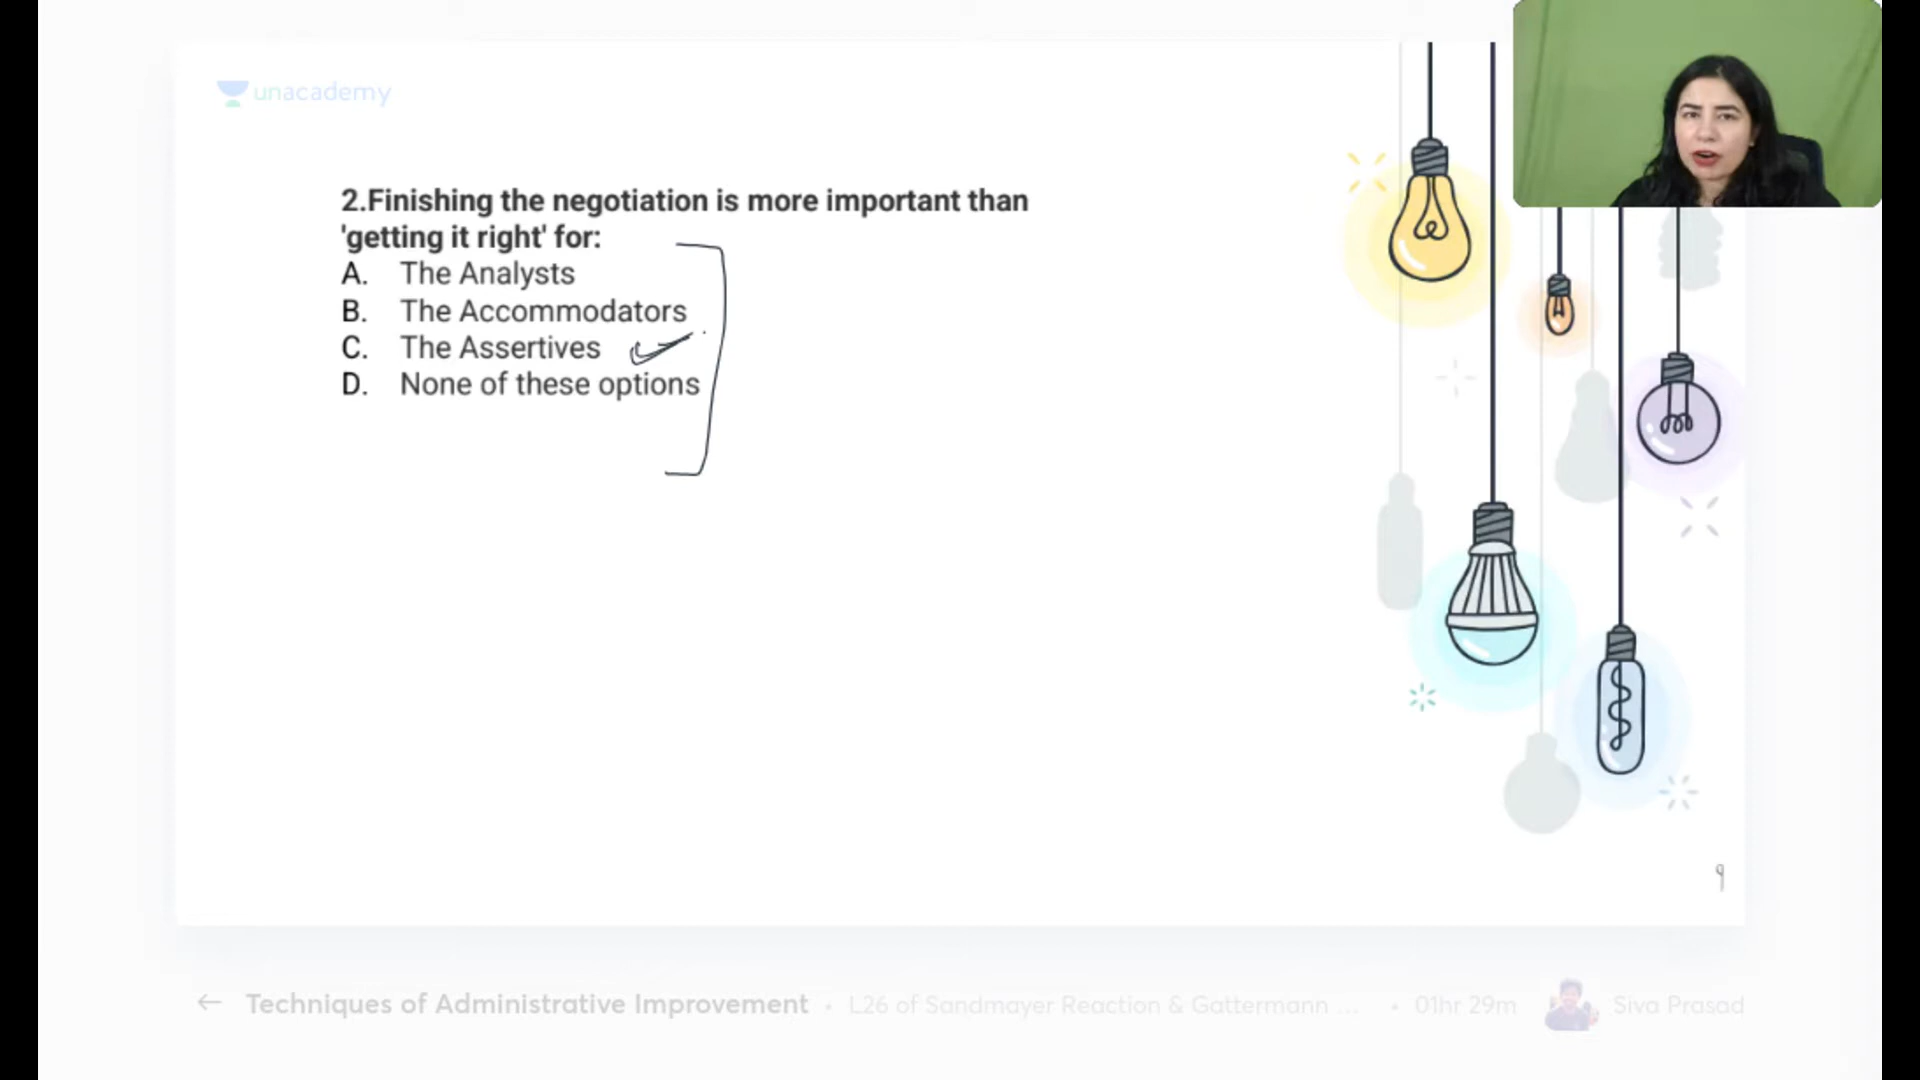 unacademy
2.Finishing the negotiation is more important than
'getting it right' for:
A. The Analysts
B. The Accommodators
C. The Assertives
D. None of these options
9
Techniques of Administrative Improvement • L26 of Sandmayer Reaction & Gattermann ... • 01hr 29m Siva Prasad